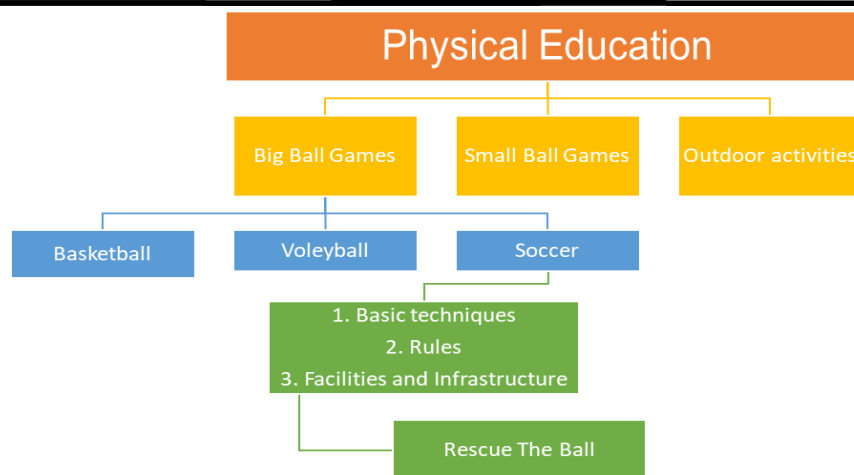 Physical Education
Big Ball Games
Small Ball Games
Outdoor activities
Basketball
Voleyball
Soccer
1. Basic techniques
2. Rules
3. Facilities and Infrastructure
Rescue The Ball